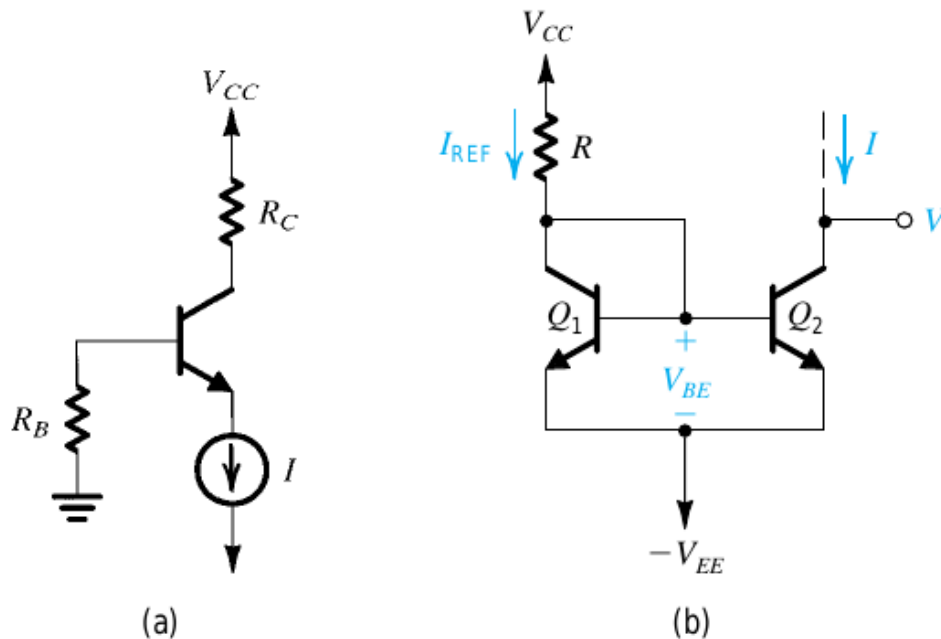 V_CC
R_C
R_B
I
(a)
V_CC
I_REF
R
I
V
Q_1
Q_2
+
V_BE
−
−V_EE
(b)